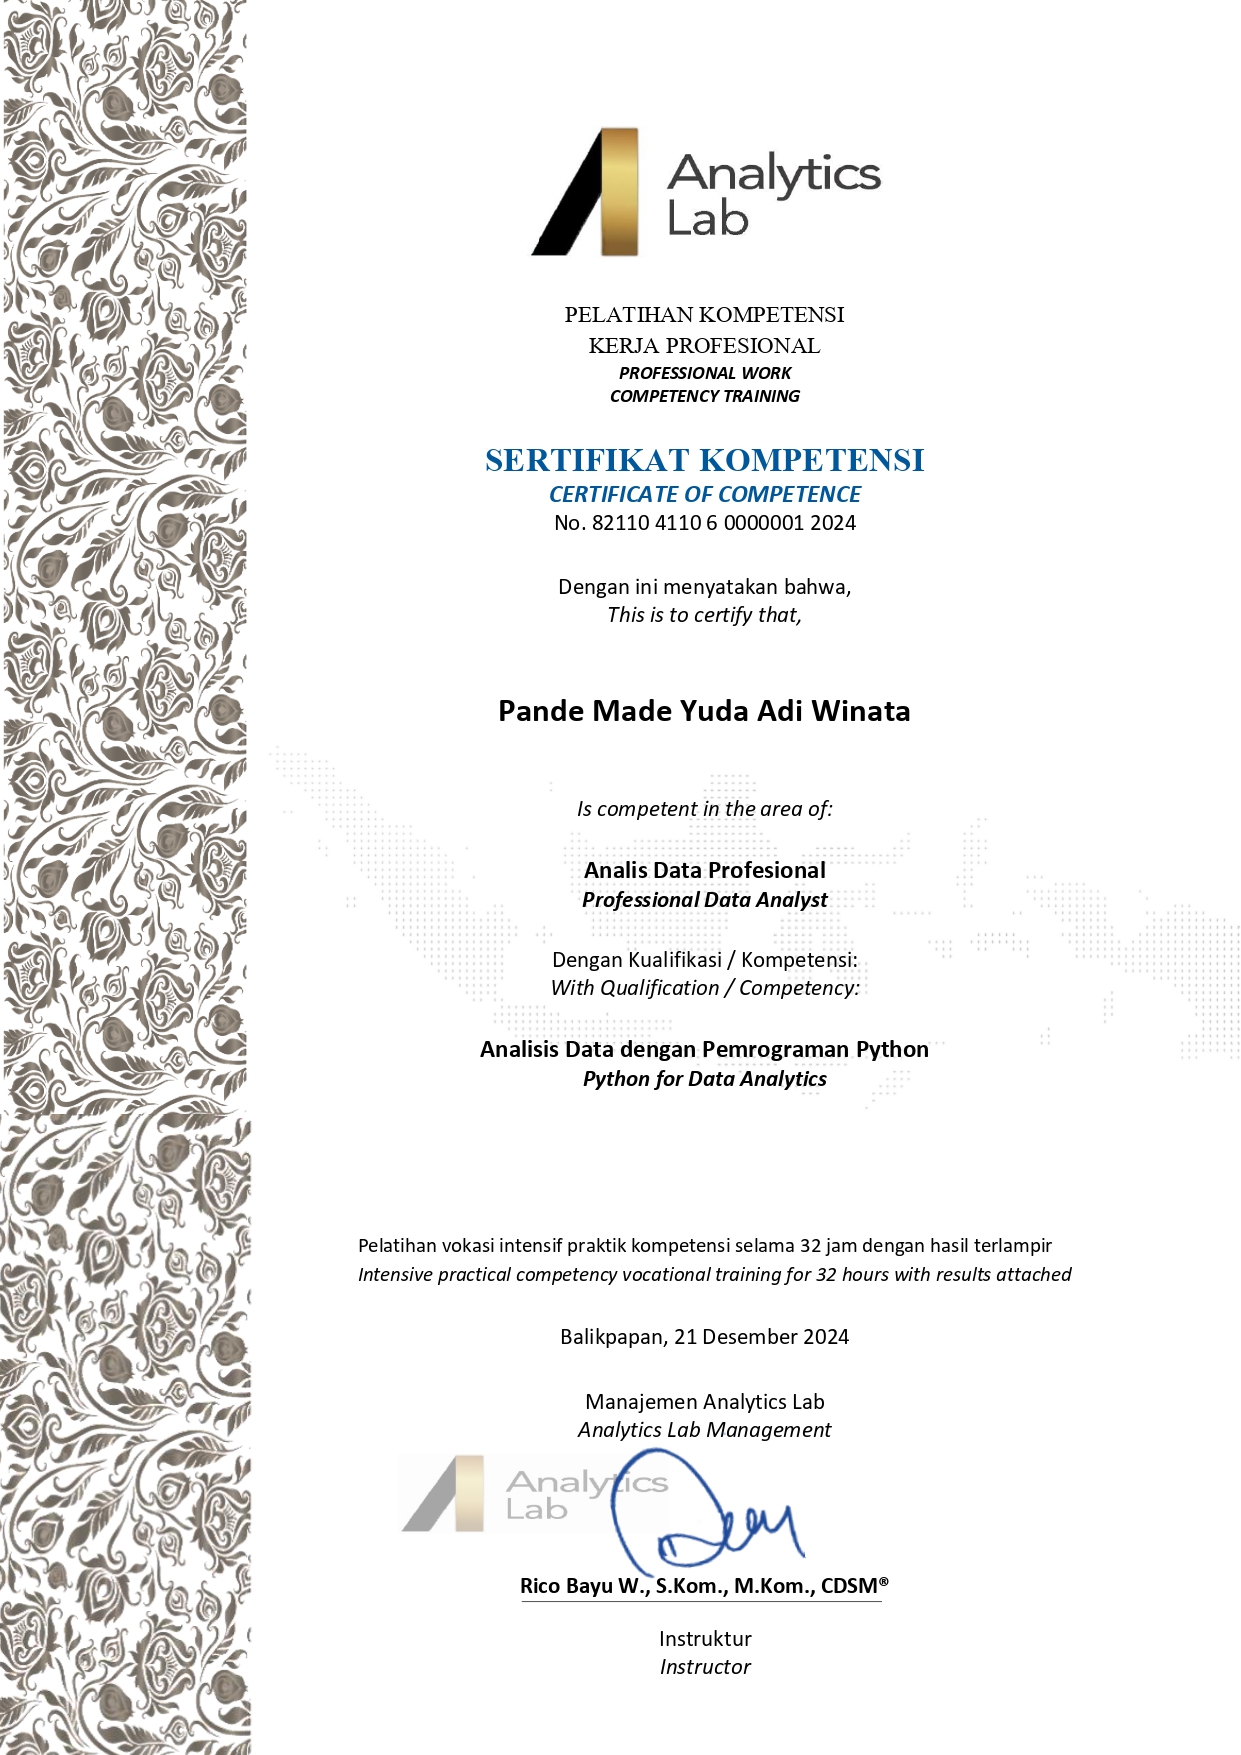 Analytics
Lab
PELATIHAN KOMPETENSI
KERJA PROFESIONAL
PROFESSIONAL WORK
COMPETENCY TRAINING
SERTIFIKAT KOMPETENSI
CERTIFICATE OF COMPETENCE
No. 82110 4110 6 0000001 2024
Dengan ini menyatakan bahwa,
This is to certify that,
Pande Made Yuda Adi Winata
Is competent in the area of:
Analis Data Profesional
Professional Data Analyst
Dengan Kualifikasi / Kompetensi:
With Qualification / Competency:
Analisis Data dengan Pemrograman Python
Python for Data Analytics
Pelatihan vokasi intensif praktik kompetensi selama 32 jam dengan hasil terlampir
Intensive practical competency vocational training for 32 hours with results attached
Balikpapan, 21 Desember 2024
Manajemen Analytics Lab
Analytics Lab Management
Analytics
Lab
Rico Bayu W., S.Kom., M.Kom., CDSM®
Instruktur
Instructor